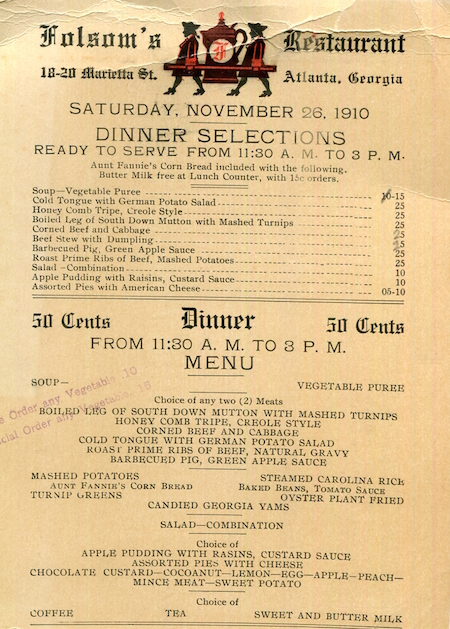 Folsom's Restaurant
F
18-20 Marietta St. Atlanta, Georgia
SATURDAY, NOVEMBER 26, 1910
DINNER SELECTIONS
READY TO SERVE FROM 11:30 A. M. TO 3 P. M.
Aunt Fannie's Corn Bread included with the following.
Butter Milk free at Lunch Counter, with 15c orders.
Soup—Vegetable Puree 10-15
Cold Tongue with German Potato Salad 25
Honey Comb Tripe, Creole Style 25
Boiled Leg of South Down Mutton with Mashed Turnips 25
Corned Beef and Cabbage 25
Beef Stew with Dumpling
Barbecued Pig, Green Apple Sauce 25
Roast Prime Ribs of Beef, Mashed Potatoes 25
Salad—Combination 10
Apple Pudding with Raisins, Custard Sauce 10
Assorted Pies with American Cheese 05-10
50 Cents Dinner 50 Cents
FROM 11:30 A. M. TO 3 P. M.
MENU
SOUP— VEGETABLE PUREE
Order any Vegetable .10
Order any Vegetable
Choice of any two (2) Meats
BOILED LEG OF SOUTH DOWN MUTTON WITH MASHED TURNIPS
HONEY COMB TRIPE, CREOLE STYLE
CORNED BEEF AND CABBAGE
COLD TONGUE WITH GERMAN POTATO SALAD
ROAST PRIME RIBS OF BEEF, NATURAL GRAVY
BARBECUED PIG, GREEN APPLE SAUCE
MASHED POTATOES STEAMED CAROLINA RICE
AUNT FANNIE'S CORN BREAD BAKED BEANS, TOMATO SAUCE
TURNIP GREENS OYSTER PLANT FRIED
CANDIED GEORGIA YAMS
SALAD—COMBINATION
Choice of
APPLE PUDDING WITH RASINS, CUSTARD SAUCE
ASSORTED PIES WITH CHEESE
CHOCOLATE CUSTARD—COCOANUT—LEMON—EGG—APPLE—PEACH—
MINCE MEAT—SWEET POTATO
Choice of
COFFEE TEA SWEET AND BUTTER MILK